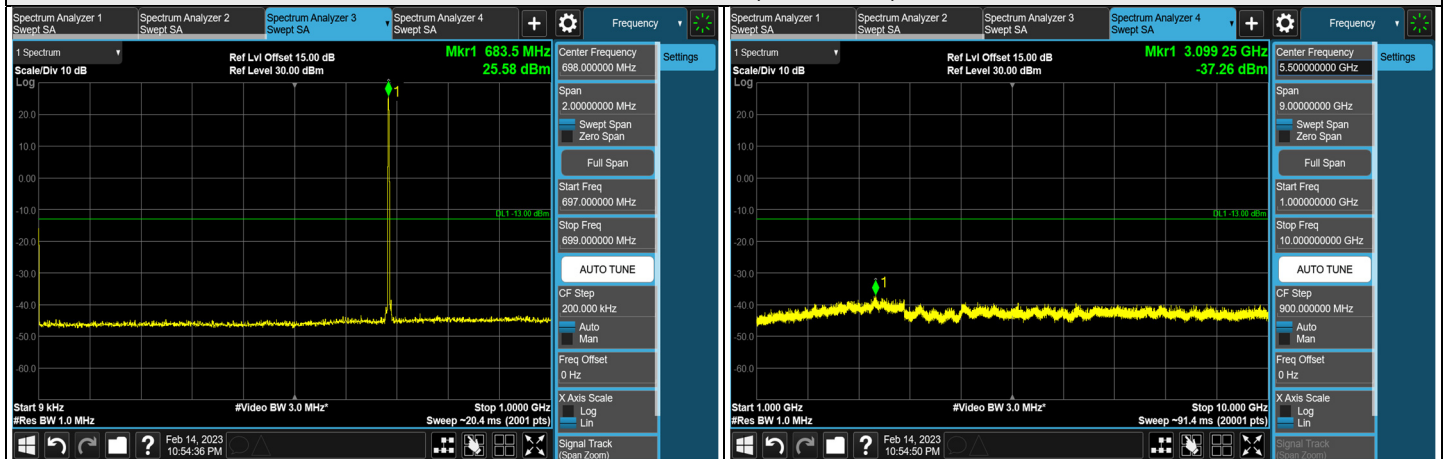 Spectrum Analyzer 1
Swept SA
Spectrum Analyzer 2
Swept SA
Spectrum Analyzer 3
Swept SA
Spectrum Analyzer 4
Swept SA
+
Frequency
1 Spectrum
Scale/Div 10 dB
Log
Ref Lvl Offset 15.00 dB
Ref Level 30.00 dBm
Mkr1 683.5 MHz
25.58 dBm
1
20.0
10.0
0.00
-10.0
-20.0
-30.0
-40.0
-50.0
-60.0
DL1 -13.00 dBm
Start 9 kHz
#Res BW 1.0 MHz
#Video BW 3.0 MHz*
Stop 1.0000 GHz
Sweep ~20.4 ms (2001 pts)
Center Frequency
698.000000 MHz
Settings
Span
2.00000000 MHz
Swept Span
Zero Span
Full Span
Start Freq
697.000000 MHz
Stop Freq
699.000000 MHz
AUTO TUNE
CF Step
200.000 kHz
Auto
Man
Freq Offset
0 Hz
X Axis Scale
Log
Lin
Signal Track
(Span Zoom)
?
Feb 14, 2023
10:54:36 PM
Spectrum Analyzer 1
Swept SA
Spectrum Analyzer 2
Swept SA
Spectrum Analyzer 3
Swept SA
Spectrum Analyzer 4
Swept SA
+
Frequency
1 Spectrum
Scale/Div 10 dB
Log
Ref Lvl Offset 15.00 dB
Ref Level 30.00 dBm
Mkr1 3.099 25 GHz
-37.26 dBm
1
20.0
10.0
0.00
-10.0
-20.0
-30.0
-40.0
-50.0
-60.0
DL1 -13.00 dBm
Start 1.000 GHz
#Res BW 1.0 MHz
#Video BW 3.0 MHz*
Stop 10.000 GHz
Sweep ~91.4 ms (2001 pts)
Center Frequency
5.500000000 GHz
Settings
Span
9.00000000 GHz
Swept Span
Zero Span
Full Span
Start Freq
1.000000000 GHz
Stop Freq
10.000000000 GHz
AUTO TUNE
CF Step
900.000000 MHz
Auto
Man
Freq Offset
0 Hz
X Axis Scale
Log
Lin
Signal Track
(Span Zoom)
?
Feb 14, 2023
10:54:50 PM